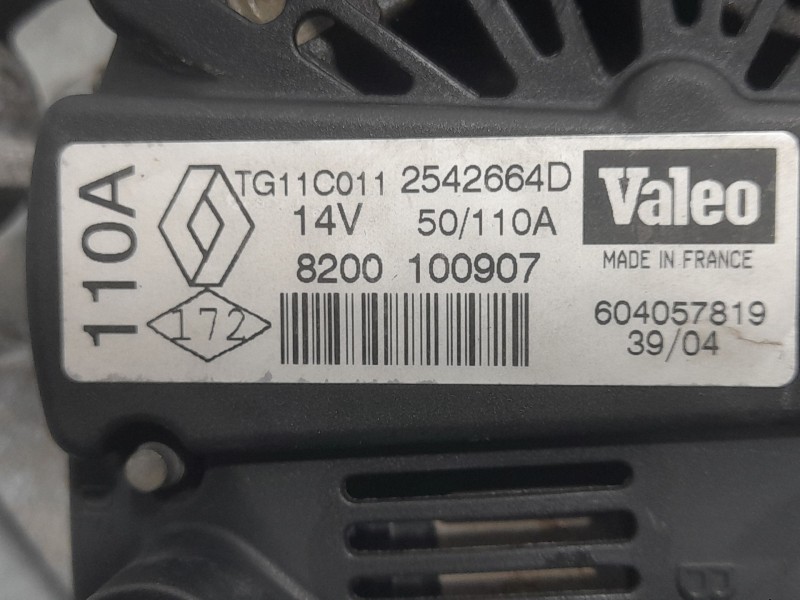 110A
TG11C011 2542664D
14V 50/110A
8200 100907
172
Valeo
MADE IN FRANCE
604057819
39/04